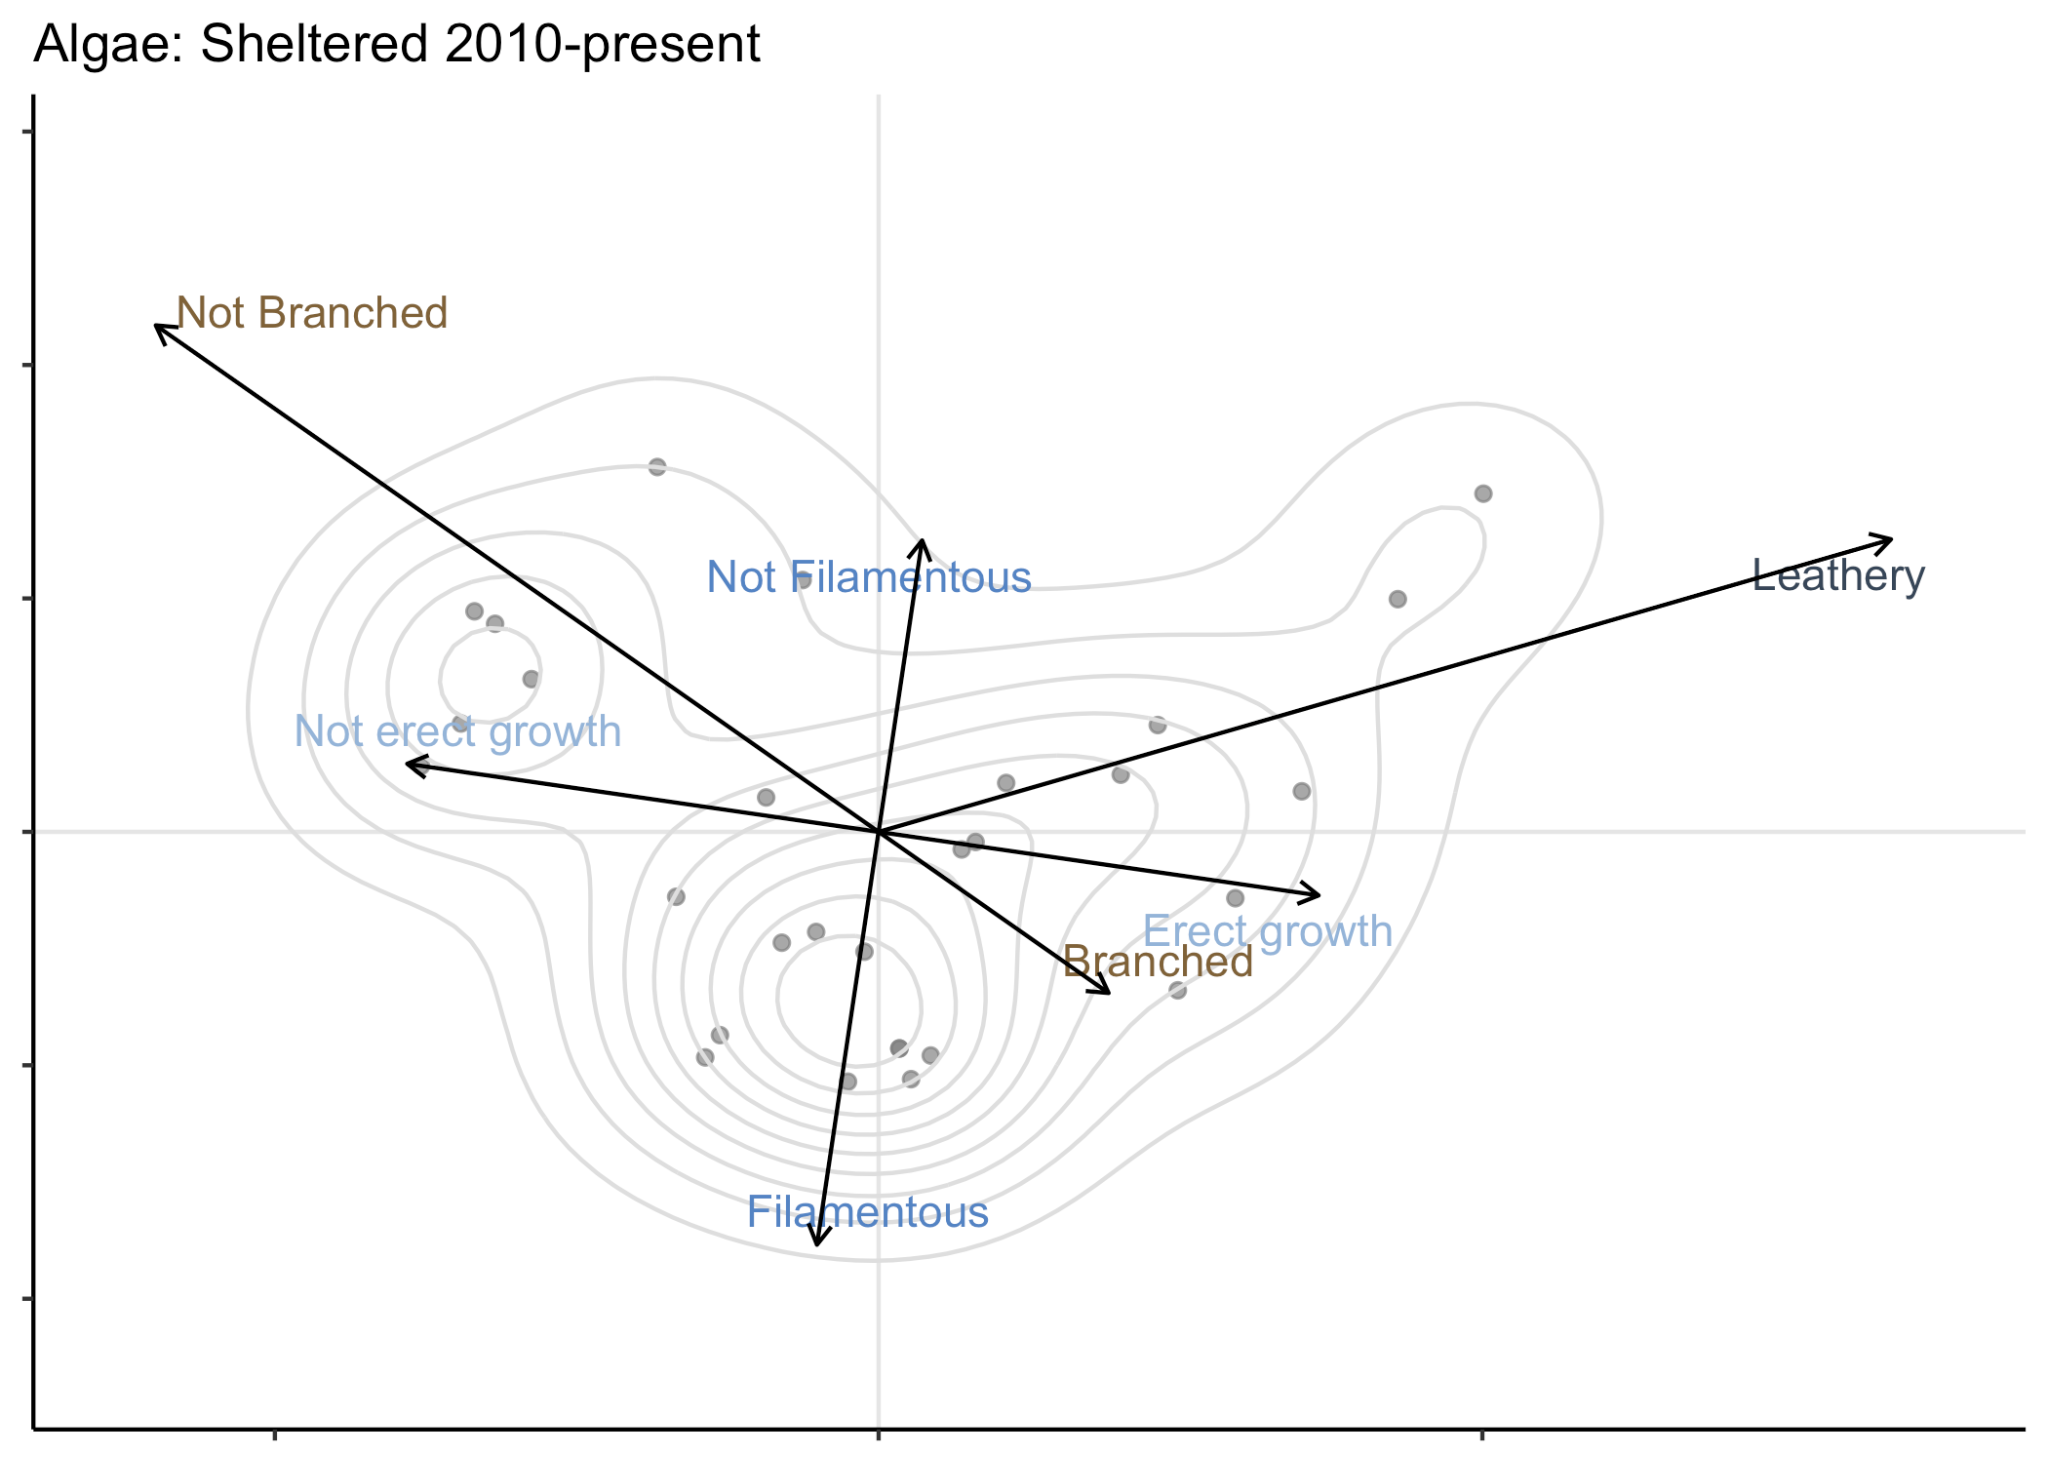 Algae: Sheltered 2010-present
Not Branched
Not Filamentous
Leathery
Not erect growth
Erect growth
Branched
Filamentous